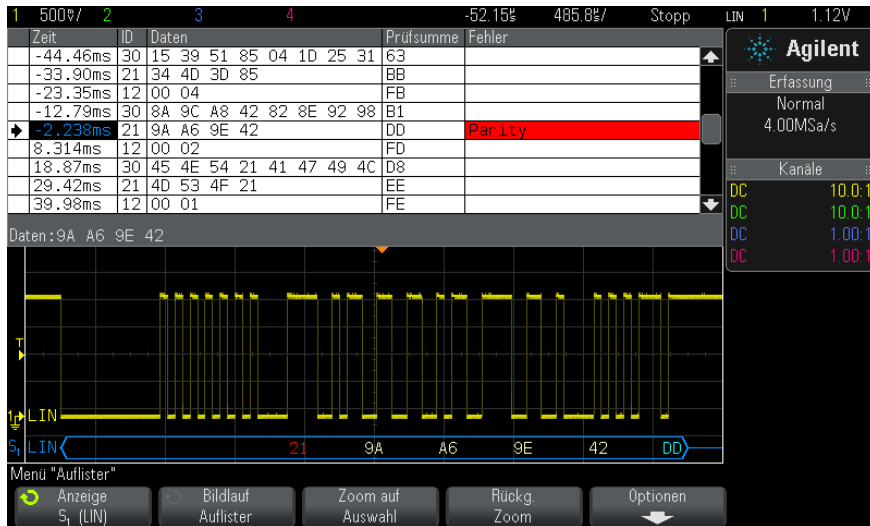 1 500㎷/ 2 3 4 -52.15㎲ 485.8㎲/ Stopp LIN 1 1.12V
Zeit ID Daten Prüfsumme Fehler
-44.46ms 30 15 39 51 85 04 1D 25 31 63
-33.90ms 21 34 4D 3D 85 BB
-23.35ms 12 00 04 FB
-12.79ms 30 8A 9C A8 42 82 8E 92 98 B1
-2.238ms 21 9A A6 9E 42 DD Parity
8.314ms 12 00 02 FD
18.87ms 30 45 4E 54 21 41 47 49 4C D8
29.42ms 21 4D 53 4F 21 EE
39.98ms 12 00 01 FE
Daten:9A A6 9E 42
Agilent
Erfassung
Normal
4.00MSa/s
Kanäle
DC 10.0:1
DC 10.0:1
DC 1.00:1
DC 1.00:1
T
1 LIN
S₁ LIN 21 9A A6 9E 42 DD
Menü "Auflister"
Anzeige
S₁ (LIN)
Bildlauf
Auflister
Zoom auf
Auswahl
Rückg.
Zoom
Optionen